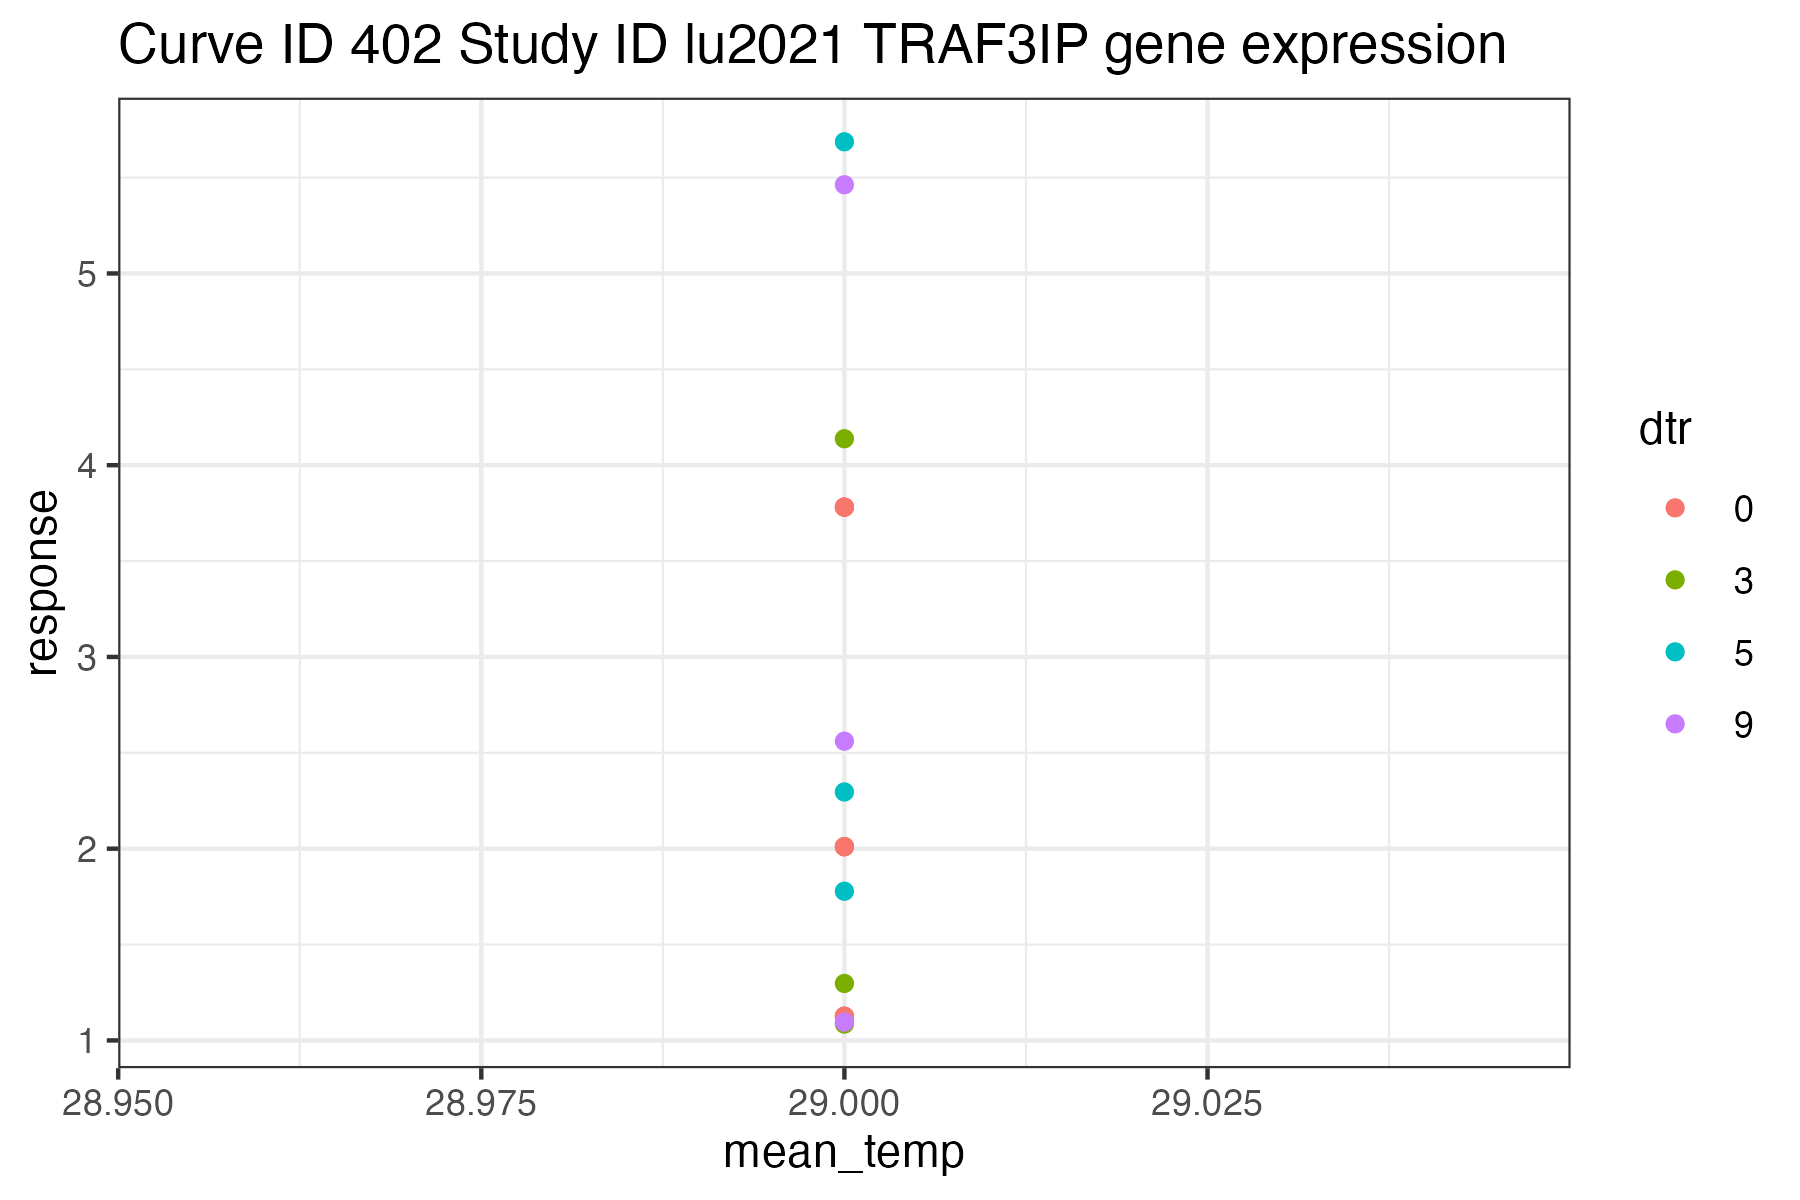 Curve ID 402 Study ID lu2021 TRAF3IP gene expression
response
5
4
3
2
1
28.950 28.975 29.000 29.025
mean_temp
dtr
0
3
5
9